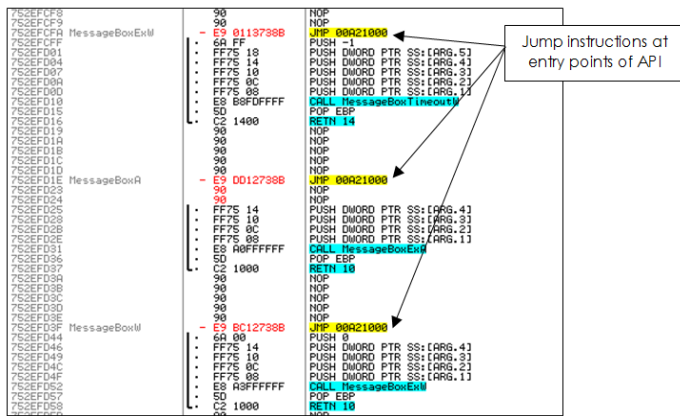 752EFCF8 90 NOP
752EFCF9 90 NOP
752EFCFA MessageBoxExW - E9 0113738B JMP 00A21000
752EFCFF 6A FF PUSH -1
752EFD01 FF75 18 PUSH DWORD PTR SS:[ARG.5]
752EFD04 FF75 14 PUSH DWORD PTR SS:[ARG.4]
752EFD07 FF75 10 PUSH DWORD PTR SS:[ARG.3]
752EFD0A FF75 0C PUSH DWORD PTR SS:[ARG.2]
752EFD0D FF75 08 PUSH DWORD PTR SS:[ARG.1]
752EFD10 E8 B8FDFFFF CALL MessageBoxTimeoutW
752EFD15 5D POP EBP
752EFD16 C2 1400 RETN 14
752EFD19 90 NOP
752EFD1A 90 NOP
752EFD1B 90 NOP
752EFD1C 90 NOP
752EFD1D 90 NOP
752EFD1E MessageBoxA - E9 DD12738B JMP 00A21000
752EFD23 90 NOP
752EFD24 90 NOP
752EFD25 FF75 14 PUSH DWORD PTR SS:[ARG.4]
752EFD28 FF75 10 PUSH DWORD PTR SS:[ARG.3]
752EFD2B FF75 0C PUSH DWORD PTR SS:[ARG.2]
752EFD2E FF75 08 PUSH DWORD PTR SS:[ARG.1]
752EFD31 E8 A0FFFFFF CALL MessageBoxExA
752EFD36 5D POP EBP
752EFD37 C2 1000 RETN 10
752EFD3A 90 NOP
752EFD3B 90 NOP
752EFD3C 90 NOP
752EFD3D 90 NOP
752EFD3E 90 NOP
752EFD3F MessageBoxW - E9 BC12738B JMP 00A21000
752EFD44 6A 00 PUSH 0
752EFD46 FF75 14 PUSH DWORD PTR SS:[ARG.4]
752EFD49 FF75 10 PUSH DWORD PTR SS:[ARG.3]
752EFD4C FF75 0C PUSH DWORD PTR SS:[ARG.2]
752EFD4F FF75 08 PUSH DWORD PTR SS:[ARG.1]
752EFD52 E8 A3FFFFFF CALL MessageBoxExW
752EFD57 5D POP EBP
752EFD58 C2 1000 RETN 10
Jump instructions at
entry points of API